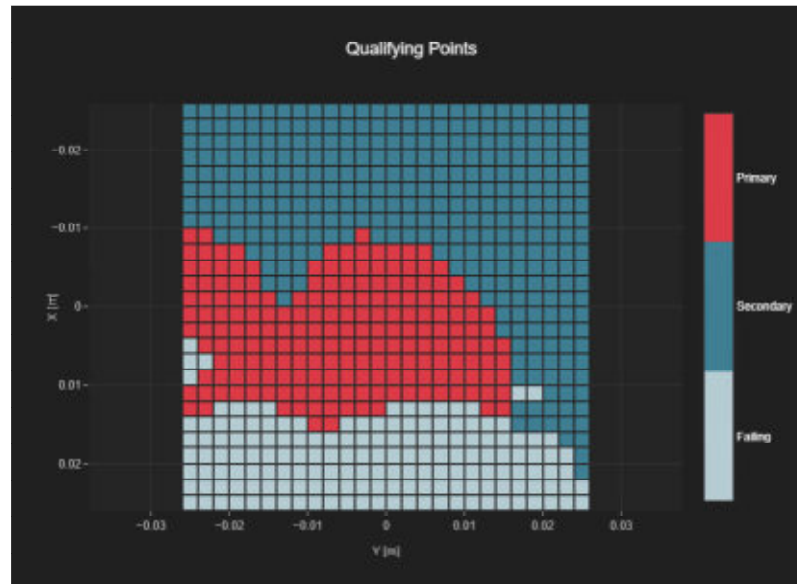 Qualifying Points
−0.02
−0.01
0
0.01
0.02
X [m]
−0.03
−0.02
−0.01
0
0.01
0.02
0.03
Y [m]
Primary
Secondary
Failing